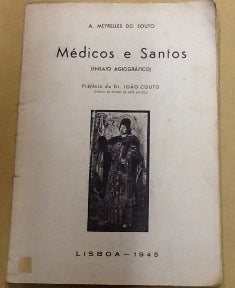 A. MEYRELLES DO SOUTO
Médicos e Santos
(ENSAIO AGIOGRÁFICO)
Prefácio do Dr. JOÃO COUTO
LISBOA — 1945